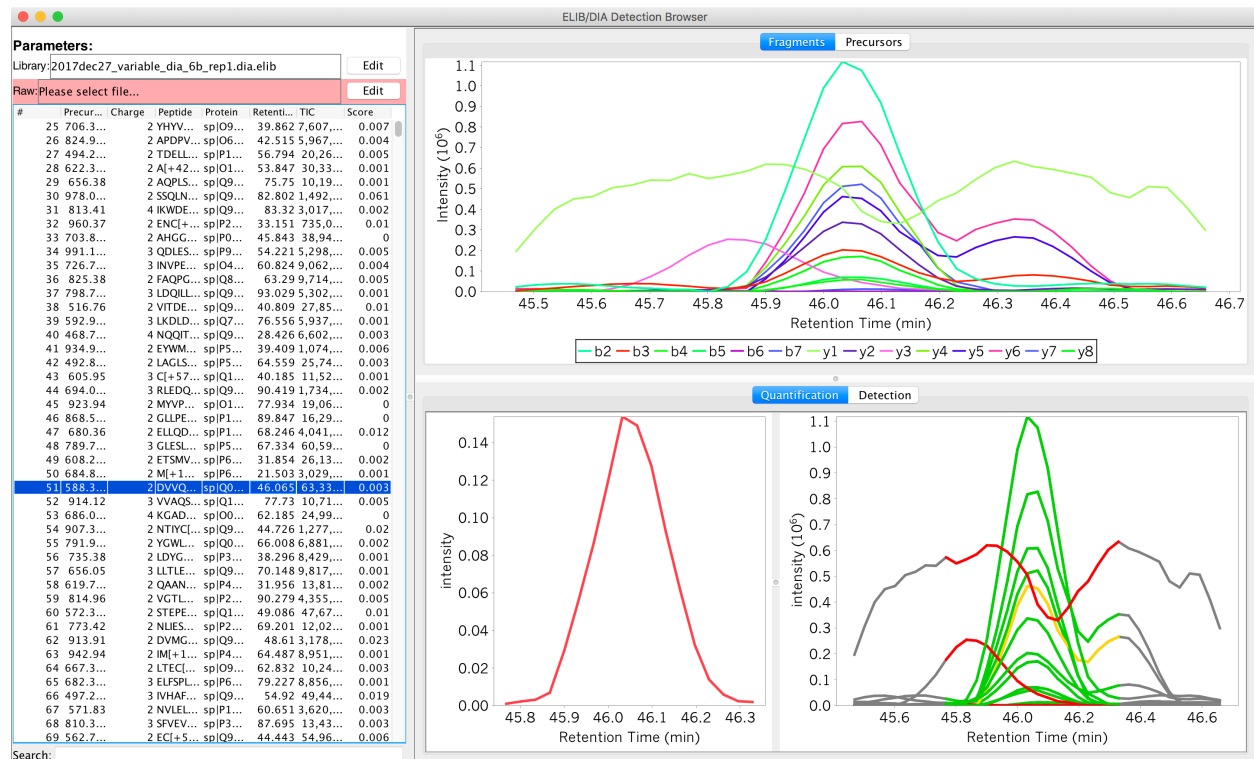 ELIB/DIA Detection Browser
Parameters:
Library: 2017dec27_variable_dia_6b_rep1.dia.elib Edit
Raw: Please select file... Edit
# Precur... Charge Peptide Protein Retenti... TIC Score
25 706.3... 2 YHYV... sp|O9... 39.862 7,607,... 0.007
26 824.9... 2 APDPV... sp|O6... 42.515 5,967,... 0.004
27 494.2... 2 TDELL... sp|P1... 56.794 20,26... 0.005
28 622.3... 2 A[+42... sp|O1... 53.847 30,33... 0.001
29 656.38 2 AQPLS... sp|Q9... 75.75 10,19... 0.001
30 978.0... 2 SSQLN... sp|Q9... 82.802 1,492,... 0.061
31 813.41 4 IKWDE... sp|Q9... 83.32 3,017,... 0.002
32 960.37 2 ENC[+... sp|P2... 33.151 735,0... 0.01
33 703.8... 2 AHGG... sp|P0... 45.843 38,94... 0
34 991.1... 3 QDLES... sp|P9... 54.221 5,298,... 0.005
35 726.7... 3 INVPE... sp|O4... 60.824 9,062,... 0.004
36 825.38 2 EAQPG... sp|Q9... 63.29 9,714,... 0
37 798.7... 3 LDQILL... sp|Q9... 93.029 5,302,... 0.001
38 516.76 2 VITDE... sp|Q9... 40.809 27,85... 0.01
39 592.9... 3 LKDLD... sp|Q7... 76.556 5,937,... 0.001
40 468.7... 4 NQQIT... sp|Q9... 28.426 6,602,... 0.003
41 934.9... 2 EYWM... sp|P5... 39.409 1,074,... 0.006
42 492.8... 2 LAGLS... sp|P5... 64.559 25,74... 0.003
43 605.95 3 C[+57... sp|Q1... 40.185 11,52... 0.001
44 694.0... 3 RLEDQ... sp|Q9... 90.419 1,734,... 0.002
45 923.94 2 MYVP... sp|O1... 77.934 19,06... 0
46 868.5... 2 GLLPE... sp|P1... 89.847 16,29... 0
47 680.36 2 ELLQD... sp|P1... 68.246 4,041,... 0.012
48 789.7... 3 GLESL... sp|P5... 67.334 60,59... 0
49 608.2... 2 ETSMV... sp|P6... 31.854 26,13... 0.002
50 684.8... 2 M[+1... sp|P6... 21.503 3,029,... 0.001
51 588.3... 2 DVVQ... sp|Q0... 46.065 63,33... 0.003
52 914.12 3 VVAQS... sp|Q1... 77.73 10,71... 0.005
53 686.0... 4 KGAD... sp|O0... 62.185 24,99... 0
54 907.3... 2 NTIYC[... sp|Q9... 44.726 1,277,... 0.02
55 791.9... 2 YGWL... sp|O0... 66.008 6,881,... 0.002
56 735.38 2 LDYG... sp|P3... 38.296 6,429,... 0.001
57 656.05 3 LLTLE... sp|Q9... 70.148 3,817,... 0.001
58 619.7... 2 QAAN... sp|P4... 31.956 131,8... 0.002
59 814.96 2 VGTL... sp|P2... 90.279 4,355,... 0.005
60 572.3... 2 STEPE... sp|Q1... 49.086 47,67... 0.01
61 773.42 2 NLIES... sp|P2... 69.201 12,02... 0.001
62 913.91 2 DVMG... sp|Q9... 48.61 3,178,... 0.023
63 942.94 2 IM[+1... sp|P4... 64.493 5,951,... 0.001
64 667.3... 2 LTEC[... sp|O9... 62.832 10,24... 0.001
65 682.3... 3 ELFSPL... sp|P6... 79.222 9,656,... 0.001
66 497.2... 3 IVHAF... sp|Q9... 54.92 49,44... 0.019
67 571.83 2 NVLEL... sp|P1... 60.53 142,7... 0
68 810.3... 3 SFVEV... sp|P3... 79.695 13,43... 0.003
69 562.7... 2 EC[+5... sp|Q9... 44.443 54,96... 0.006
Search:
Fragments Precursors
Intensity (10⁶)
1.1
1.0
0.9
0.8
0.7
0.6
0.5
0.4
0.3
0.2
0.1
0.0
45.5 45.6 45.7 45.8 45.9 46.0 46.1 46.2 46.3 46.4 46.5 46.6 46.7
Retention Time (min)
b2 b3 b4 b5 b6 b7 y1 y2 y3 y4 y5 y6 y7 y8
Quantification Detection
intensity
0.14
0.12
0.10
0.08
0.06
0.04
0.02
0.00
45.8 45.9 46.0 46.1 46.2 46.3
Retention Time (min)
intensity (10⁶)
1.1
1.0
0.9
0.8
0.7
0.6
0.5
0.4
0.3
0.2
0.1
0.0
45.6 45.8 46.0 46.2 46.4 46.6
Retention Time (min)